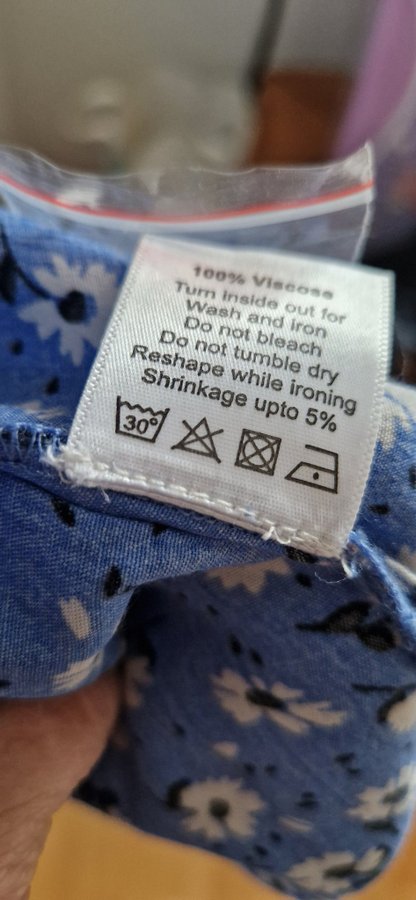 100% Viscose
Turn inside out for
Wash and Iron
Do not bleach
Do not tumble dry
Reshape while ironing
Shrinkage upto 5%
30°